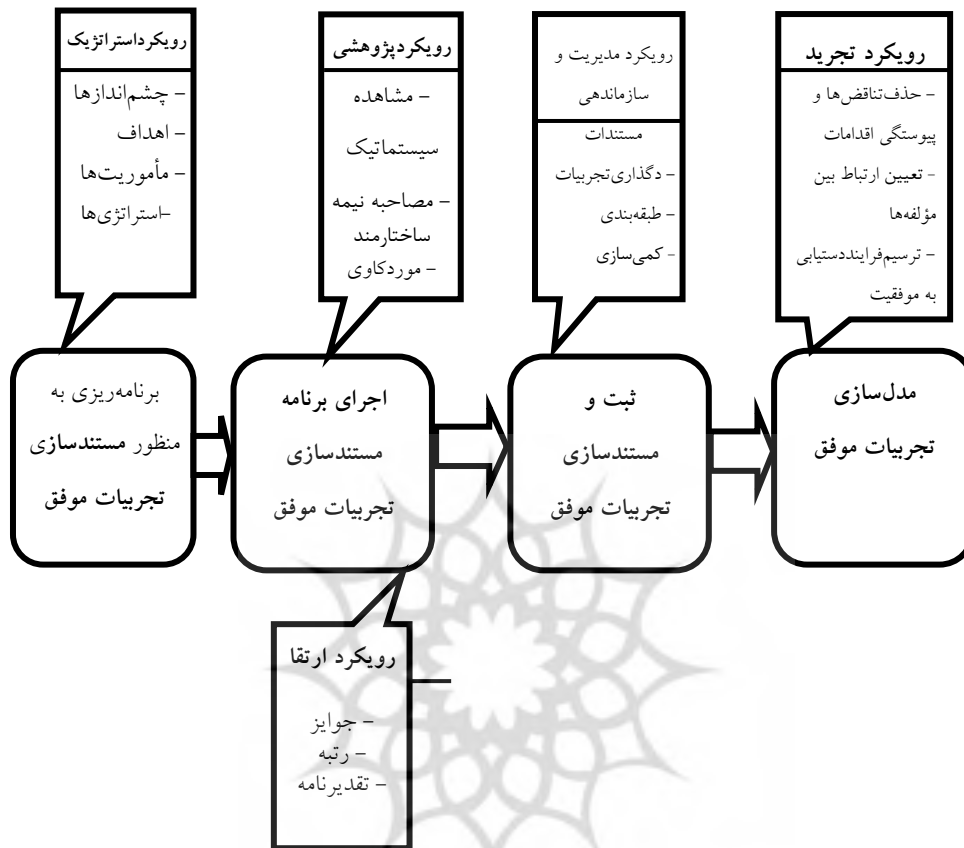 رویکرداستراتژیک
- چشم‌اندازها
- اهداف
- مأموریت‌ها
-استراتژی‌ها
رویکردپژوهشی
- مشاهده
سیستماتیک
- مصاحبه نیمه
ساختارمند
- موردکاوی
رویکرد مدیریت و
سازماندهی
مستندات
- دگذاری‌تجربیات
- طبقه‌بندی
- کمی‌سازی
رویکرد تجرید
- حذف‌تناقض‌ها و
پیوستگی اقدامات
- تعیین ارتباط بین
مؤلفه‌ها
- ترسیم‌فراینددستیابی
به موفقیت
برنامه‌ریزی به
منظور مستندسازی
تجربیات موفق
اجرای برنامه
مستندسازی
تجربیات موفق
ثبت و
مستندسازی
تجربیات موفق
مدل‌سازی
تجربیات موفق
رویکرد ارتقا
- جوایز
- رتبه
- تقدیرنامه